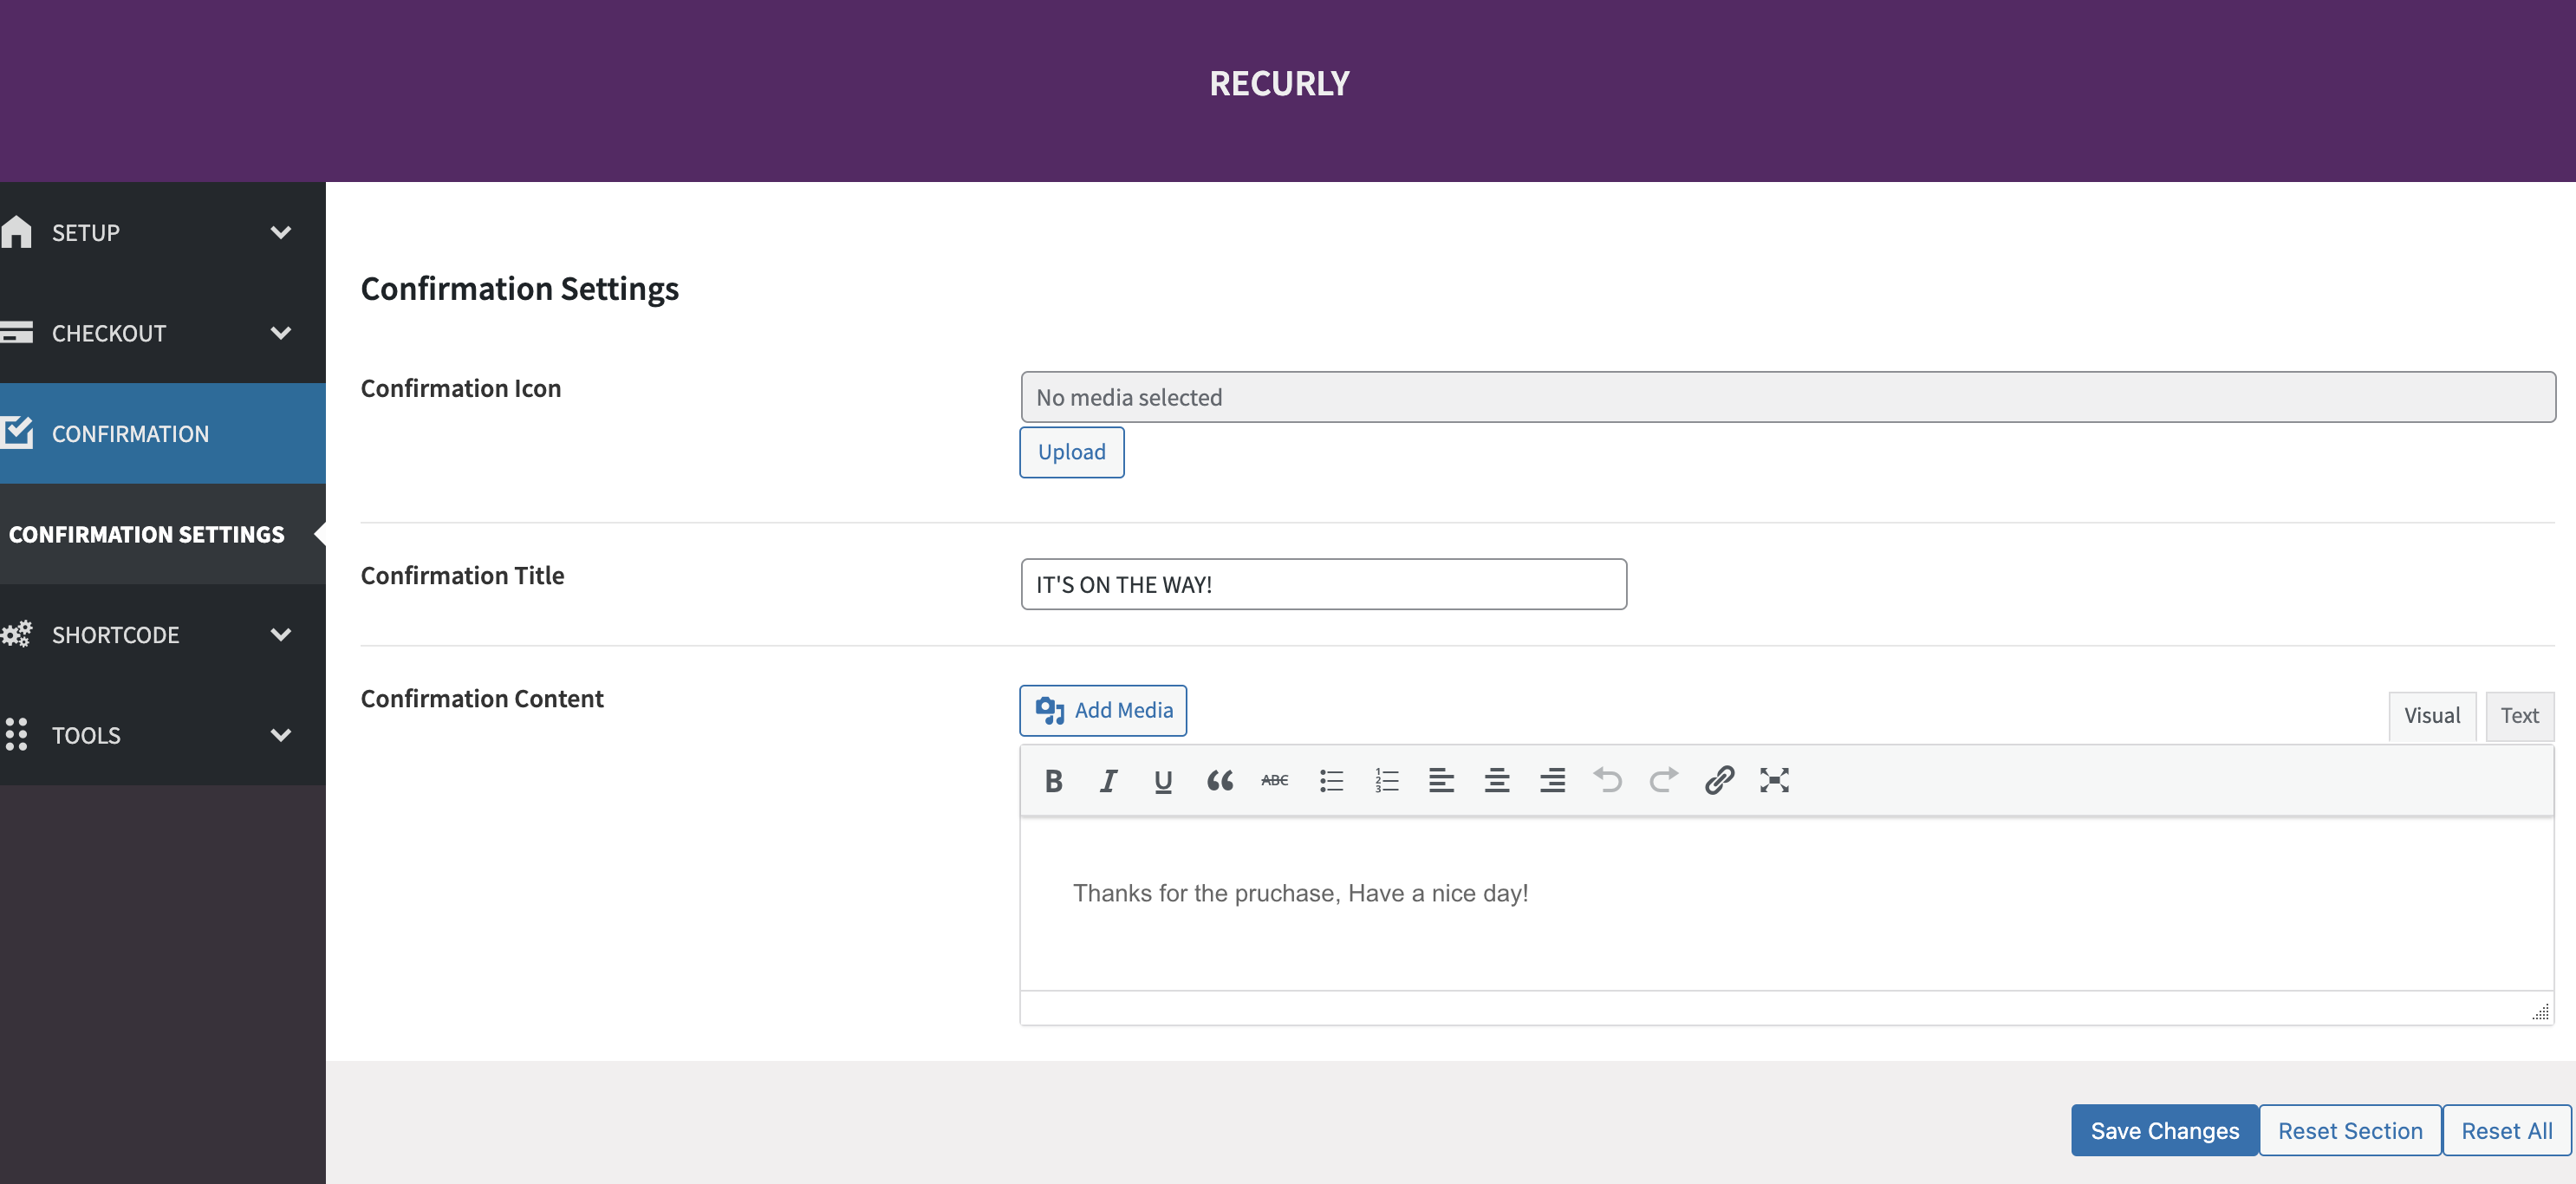 RECURLY
SETUP
CHECKOUT
CONFIRMATION
CONFIRMATION SETTINGS
SHORTCODE
TOOLS
Confirmation Settings
Confirmation Icon
No media selected
Upload
Confirmation Title
IT'S ON THE WAY!
Confirmation Content
Add Media
Visual Text
B I U ABC
Thanks for the pruchase, Have a nice day!
Save Changes Reset Section Reset All